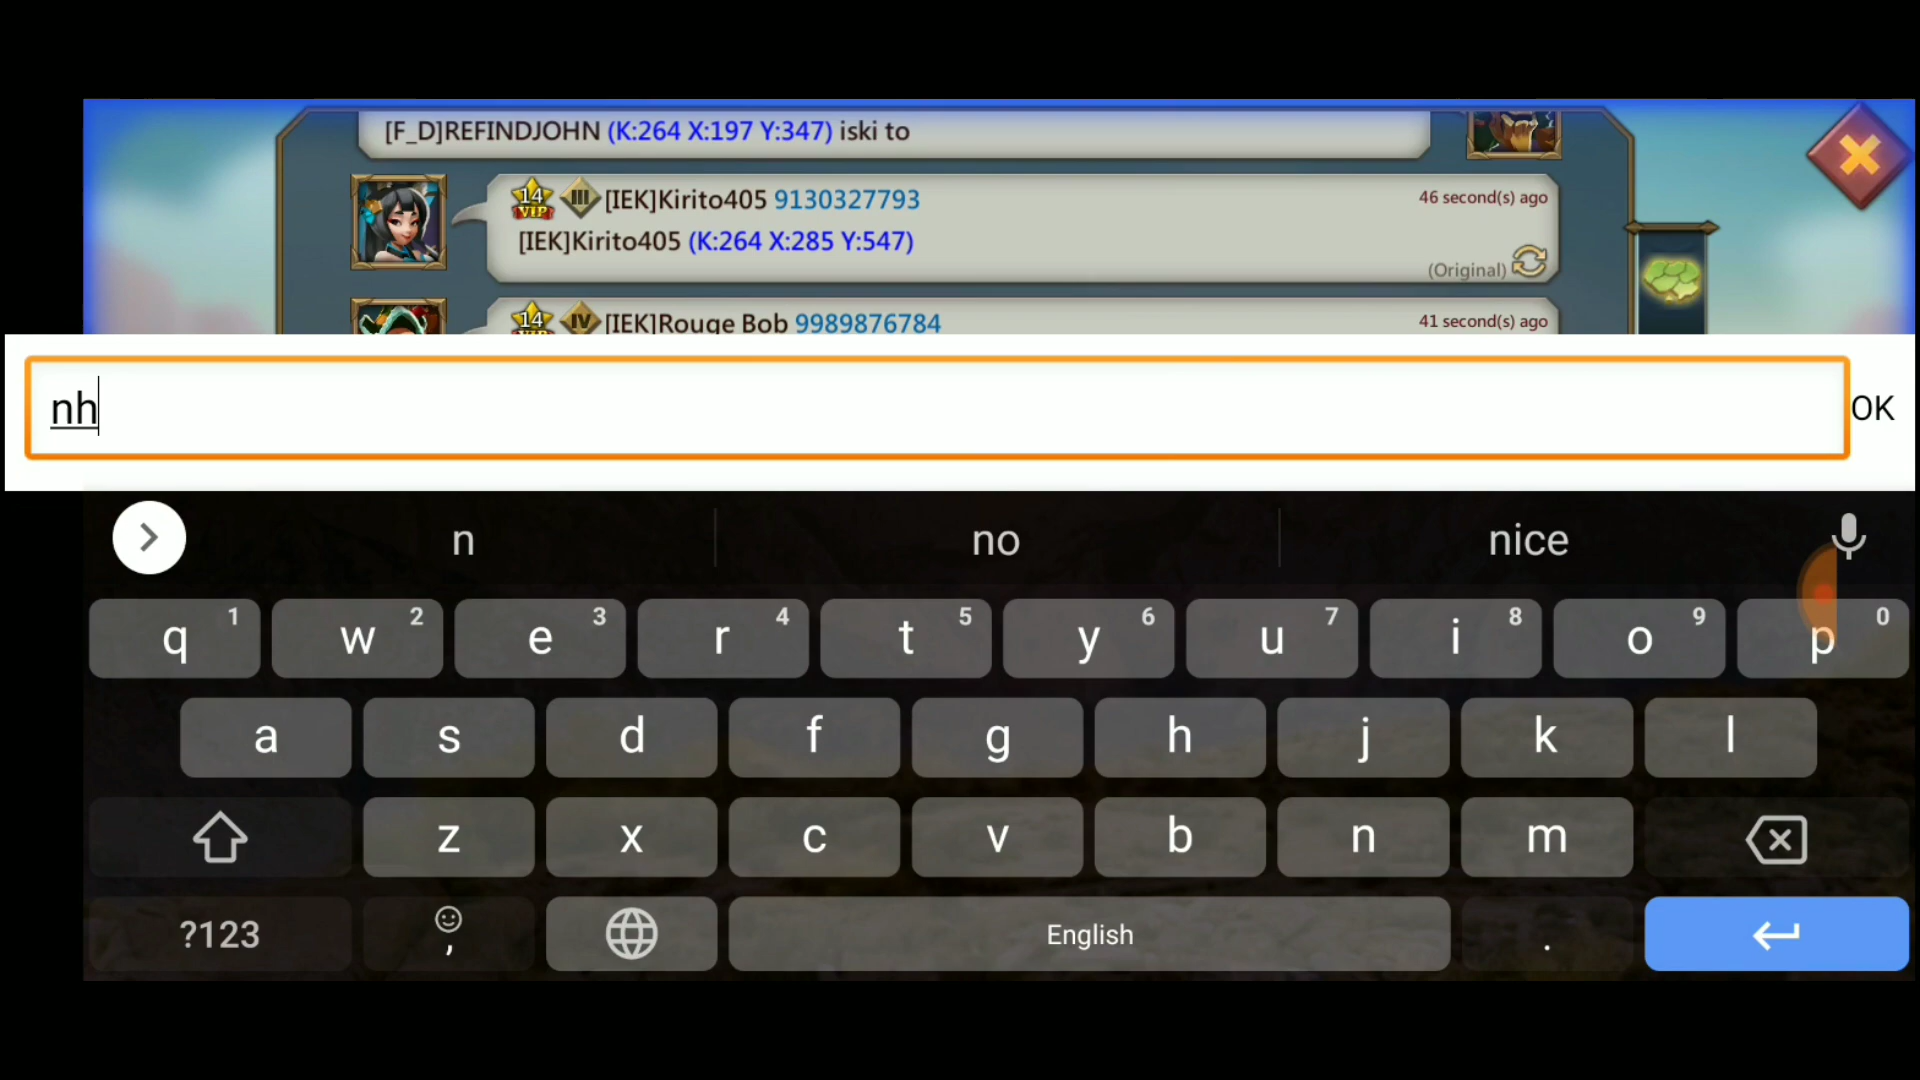 [F_D]REFINDJOHN (K:264 X:197 Y:347) iski to
14 VIP III [IEK]Kirito405 9130327793 46 second(s) ago
[IEK]Kirito405 (K:264 X:285 Y:547)
(Original)
14 IV [IEK]Rouge Bob 9989876784 41 second(s) ago
nh OK
n no nice
q 1 w 2 e 3 r 4 t 5 y 6 u 7 i 8 o 9 p 0
a s d f g h j k l
z x c v b n m
?123 , English .